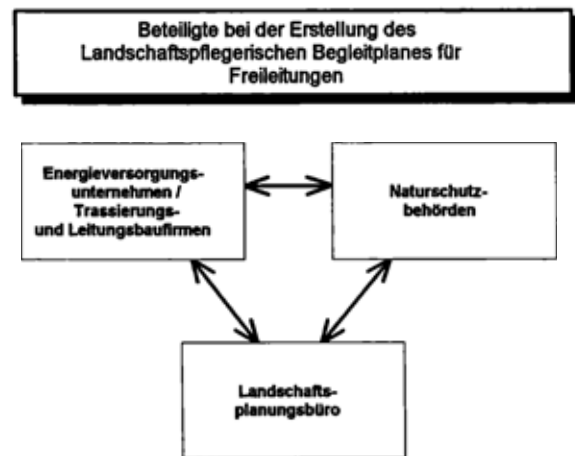 Beteiligte bei der Erstellung des
Landschaftspflegerischen Begleitplanes für
Freileitungen
Energieversorgungs-
unternehmen /
Trassierungs-
und Leitungsbaufirmen
Naturschutz-
behörden
Landschafts-
planungsbüro